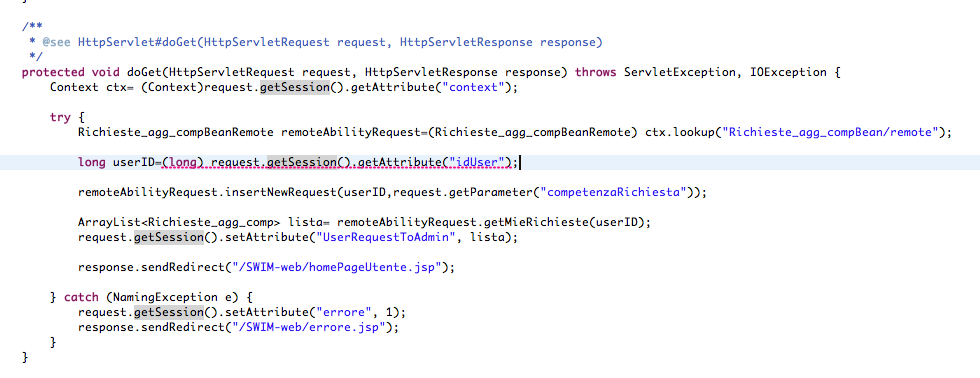 }
/**
 * @see HttpServlet#doGet(HttpServletRequest request, HttpServletResponse response)
 */
protected void doGet(HttpServletRequest request, HttpServletResponse response) throws ServletException, IOException {
    Context ctx= (Context)request.getSession().getAttribute("context");
    try {
        Richieste_agg_compBeanRemote remoteAbilityRequest=(Richieste_agg_compBeanRemote) ctx.lookup("Richieste_agg_compBean/remote");
        long userID=(long) request.getSession().getAttribute("idUser");
        remoteAbilityRequest.insertNewRequest(userID,request.getParameter("competenzaRichiesta"));
        ArrayList<Richieste_agg_comp> lista= remoteAbilityRequest.getMieRichieste(userID);
        request.getSession().setAttribute("UserRequestToAdmin", lista);
        response.sendRedirect("/SWIM-web/homePageUtente.jsp");
    } catch (NamingException e) {
        request.getSession().setAttribute("errore", 1);
        response.sendRedirect("/SWIM-web/errore.jsp");
    }
}